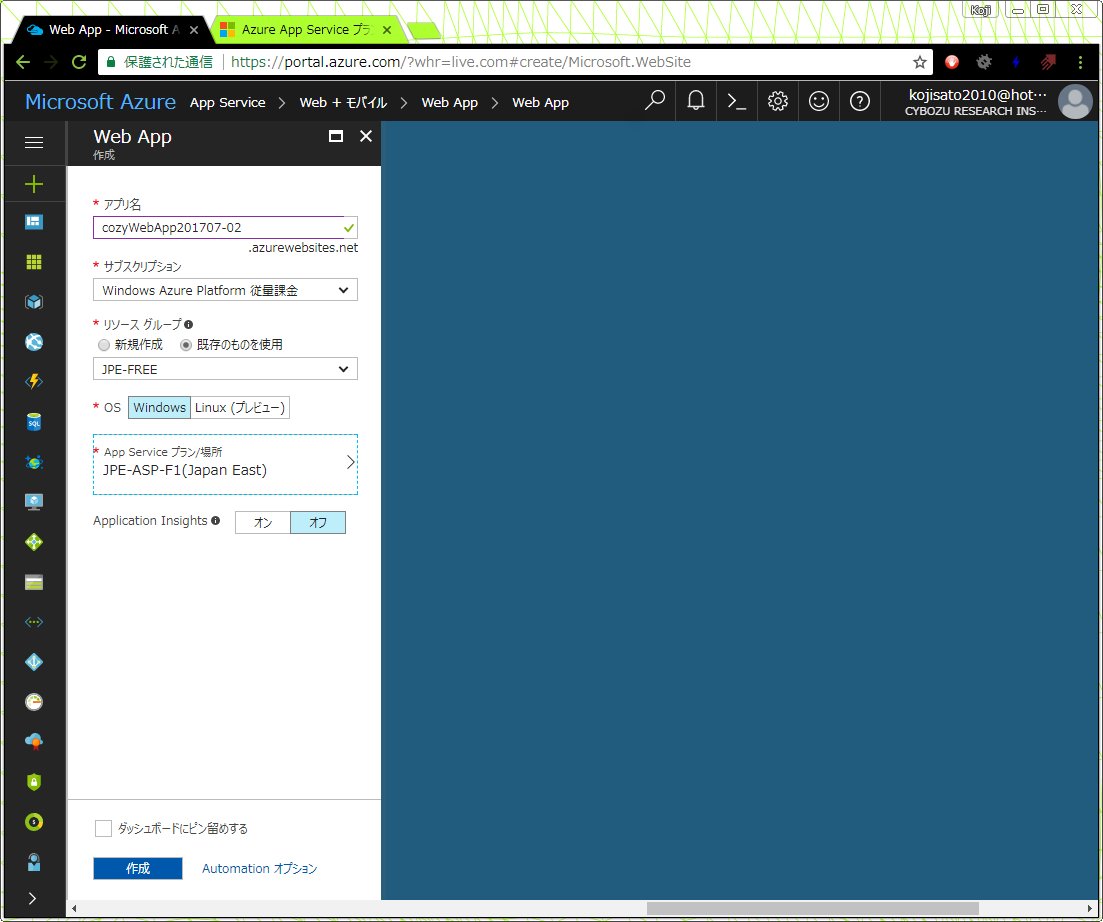 Koji
Web App - Microsoft A
Azure App Service プラ
保護された通信
https://portal.azure.com/?whr=live.com#create/Microsoft.WebSite
Microsoft Azure App Service > Web + モバイル > Web App > Web App
kojisato2010@hot···
CYBOZU RESEARCH INS···
Web App
作成
* アプリ名
cozyWebApp201707-02
.azurewebsites.net
* サブスクリプション
Windows Azure Platform 従量課金
* リソース グループ
新規作成 既存のものを使用
JPE-FREE
* OS Windows Linux (プレビュー)
* App Service プラン/場所
JPE-ASP-F1(Japan East)
Application Insights オン オフ
ダッシュボードにピン留めする
作成 Automation オプション